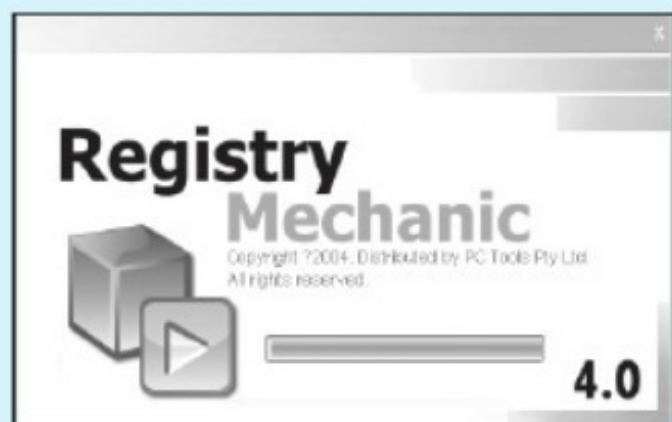 Registry
Mechanic
Copyright ?2004. Distributed by PC Tools Pty Ltd.
All rights reserved.
4.0